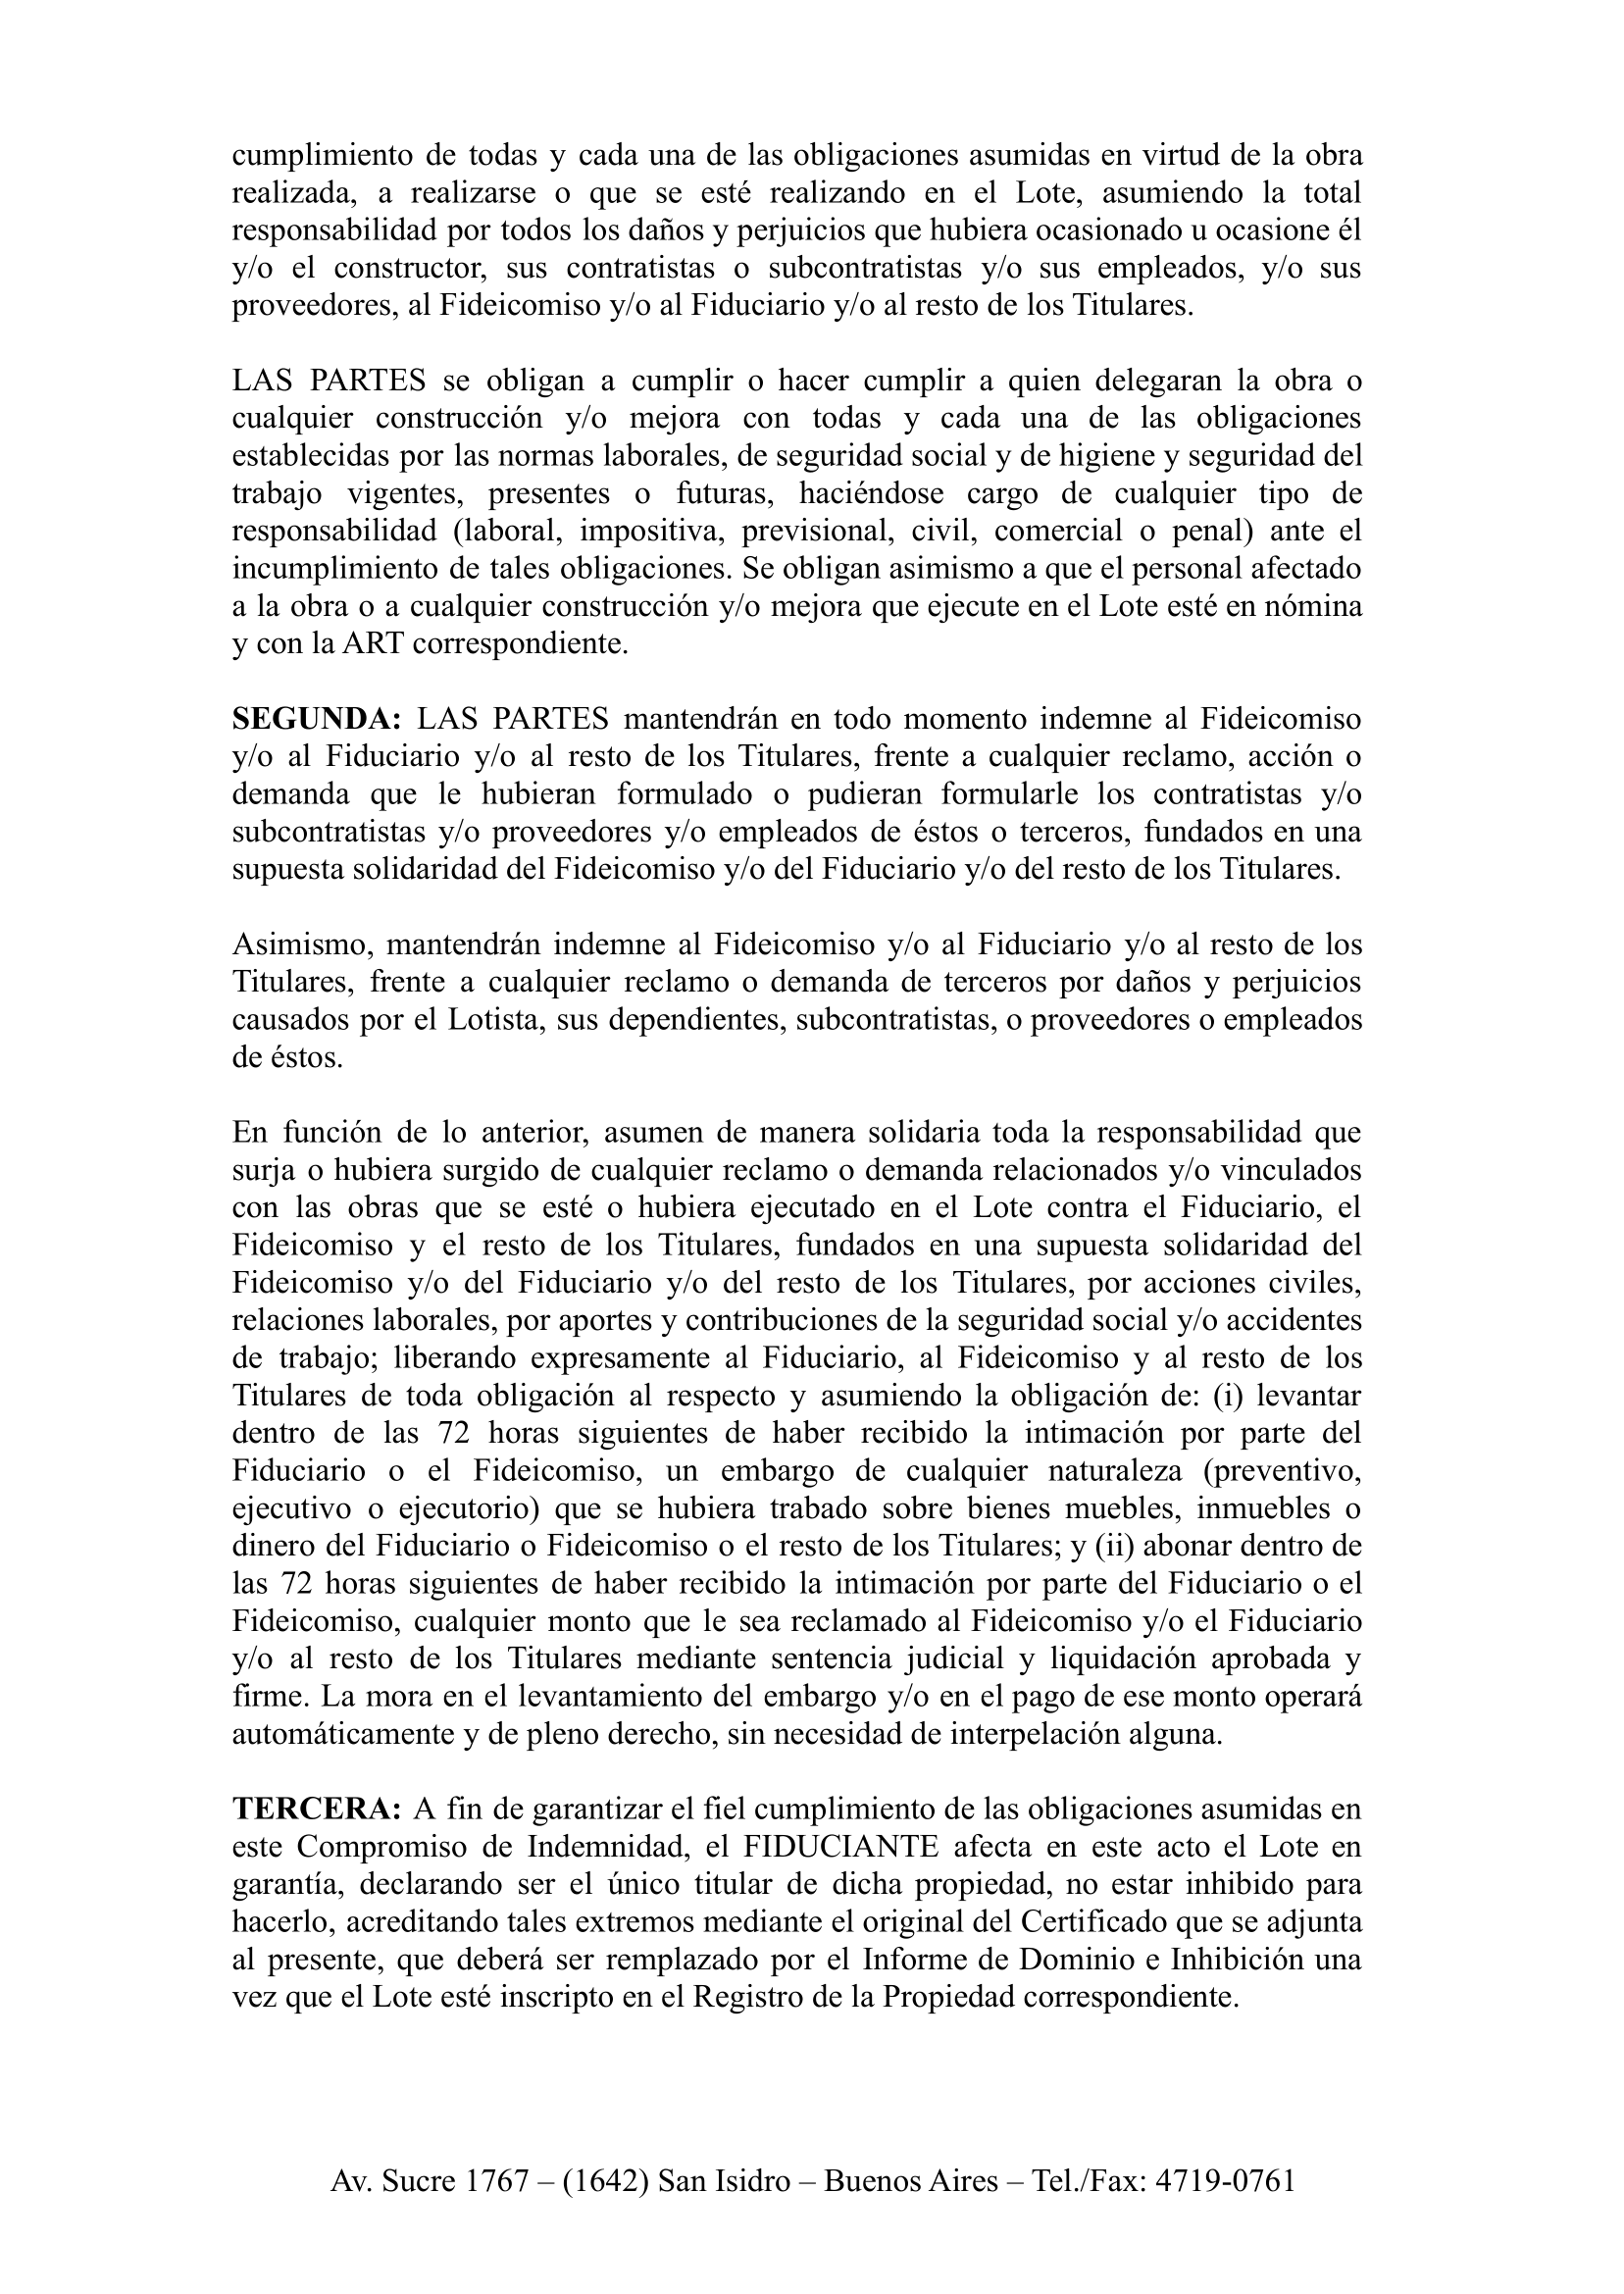 cumplimiento de todas y cada una de las obligaciones asumidas en virtud de la obra
realizada, a realizarse o que se esté realizando en el Lote, asumiendo la total
responsabilidad por todos los daños y perjuicios que hubiera ocasionado u ocasione él
y/o el constructor, sus contratistas o subcontratistas y/o sus empleados, y/o sus
proveedores, al Fideicomiso y/o al Fiduciario y/o al resto de los Titulares.
LAS PARTES se obligan a cumplir o hacer cumplir a quien delegaran la obra o
cualquier construcción y/o mejora con todas y cada una de las obligaciones
establecidas por las normas laborales, de seguridad social y de higiene y seguridad del
trabajo vigentes, presentes o futuras, haciéndose cargo de cualquier tipo de
responsabilidad (laboral, impositiva, previsional, civil, comercial o penal) ante el
incumplimiento de tales obligaciones. Se obligan asimismo a que el personal afectado
a la obra o a cualquier construcción y/o mejora que ejecute en el Lote esté en nómina
y con la ART correspondiente.
SEGUNDA: LAS PARTES mantendrán en todo momento indemne al Fideicomiso
y/o al Fiduciario y/o al resto de los Titulares, frente a cualquier reclamo, acción o
demanda que le hubieran formulado o pudieran formularle los contratistas y/o
subcontratistas y/o proveedores y/o empleados de éstos o terceros, fundados en una
supuesta solidaridad del Fideicomiso y/o del Fiduciario y/o del resto de los Titulares.
Asimismo, mantendrán indemne al Fideicomiso y/o al Fiduciario y/o al resto de los
Titulares, frente a cualquier reclamo o demanda de terceros por daños y perjuicios
causados por el Lotista, sus dependientes, subcontratistas, o proveedores o empleados
de éstos.
En función de lo anterior, asumen de manera solidaria toda la responsabilidad que
surja o hubiera surgido de cualquier reclamo o demanda relacionados y/o vinculados
con las obras que se esté o hubiera ejecutado en el Lote contra el Fiduciario, el
Fideicomiso y el resto de los Titulares, fundados en una supuesta solidaridad del
Fideicomiso y/o del Fiduciario y/o del resto de los Titulares, por acciones civiles,
relaciones laborales, por aportes y contribuciones de la seguridad social y/o accidentes
de trabajo; liberando expresamente al Fiduciario, al Fideicomiso y al resto de los
Titulares de toda obligación al respecto y asumiendo la obligación de: (i) levantar
dentro de las 72 horas siguientes de haber recibido la intimación por parte del
Fiduciario o el Fideicomiso, un embargo de cualquier naturaleza (preventivo,
ejecutivo o ejecutorio) que se hubiera trabado sobre bienes muebles, inmuebles o
dinero del Fiduciario o Fideicomiso o el resto de los Titulares; y (ii) abonar dentro de
las 72 horas siguientes de haber recibido la intimación por parte del Fiduciario o el
Fideicomiso, cualquier monto que le sea reclamado al Fideicomiso y/o el Fiduciario
y/o al resto de los Titulares mediante sentencia judicial y liquidación aprobada y
firme. La mora en el levantamiento del embargo y/o en el pago de ese monto operará
automáticamente y de pleno derecho, sin necesidad de interpelación alguna.
TERCERA: A fin de garantizar el fiel cumplimiento de las obligaciones asumidas en
este Compromiso de Indemnidad, el FIDUCIANTE afecta en este acto el Lote en
garantía, declarando ser el único titular de dicha propiedad, no estar inhibido para
hacerlo, acreditando tales extremos mediante el original del Certificado que se adjunta
al presente, que deberá ser remplazado por el Informe de Dominio e Inhibición una
vez que el Lote esté inscripto en el Registro de la Propiedad correspondiente.
Av. Sucre 1767 – (1642) San Isidro – Buenos Aires – Tel./Fax: 4719-0761